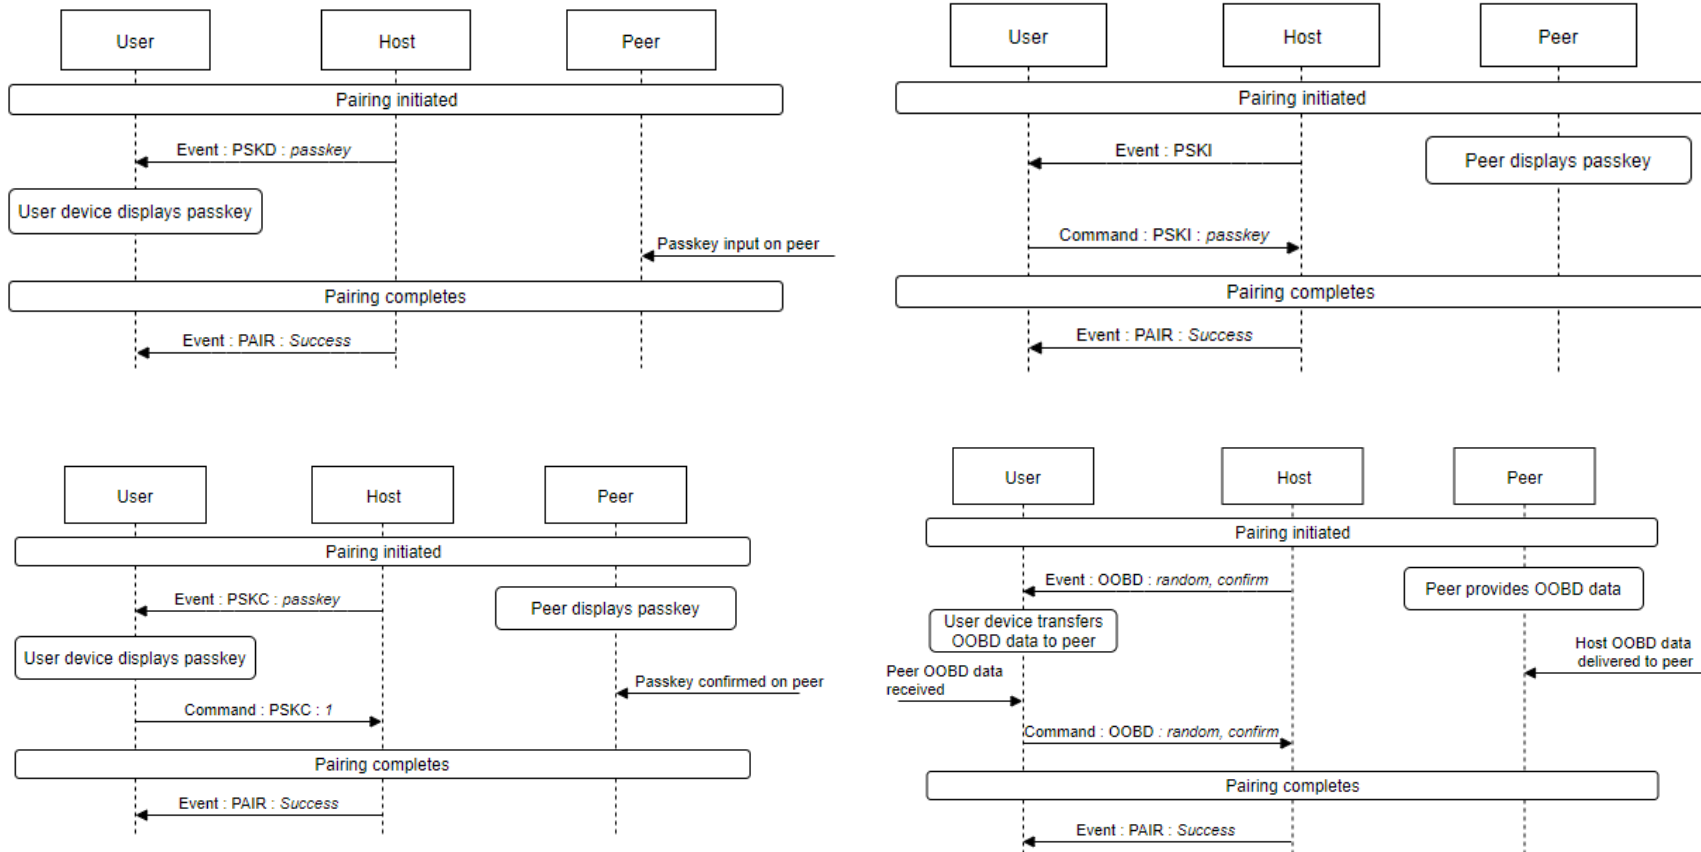 User
Host
Peer
Pairing initiated
Event : PSKD : passkey
User device displays passkey
Passkey input on peer
Pairing completes
Event : PAIR : Success
User
Host
Peer
Pairing initiated
Event : PSKI
Peer displays passkey
Command : PSKI : passkey
Pairing completes
Event : PAIR : Success
User
Host
Peer
Pairing initiated
Event : PSKC : passkey
Peer displays passkey
User device displays passkey
Passkey confirmed on peer
Command : PSKC : 1
Pairing completes
Event : PAIR : Success
User
Host
Peer
Pairing initiated
Event : OOBD : random, confirm
Peer provides OOBD data
User device transfers
OOBD data to peer
Host OOBD data
delivered to peer
Peer OOBD data
received
Command : OOBD : random, confirm
Pairing completes
Event : PAIR : Success